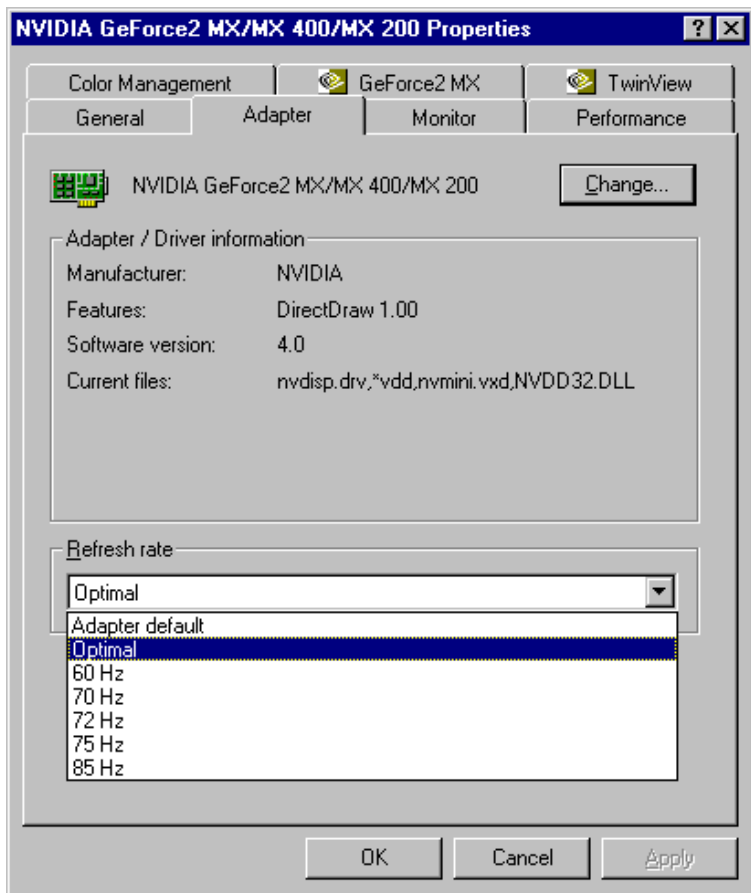 NVIDIA GeForce2 MX/MX 400/MX 200 Properties
Color Management GeForce2 MX TwinView
General Adapter Monitor Performance
NVIDIA GeForce2 MX/MX 400/MX 200 Change...
Adapter / Driver information
Manufacturer: NVIDIA
Features: DirectDraw 1.00
Software version: 4.0
Current files: nvdisp.drv,*vdd,nvmini.vxd,NVDD32.DLL
Refresh rate
Optimal
Adapter default
Optimal
60 Hz
70 Hz
72 Hz
75 Hz
85 Hz
OK Cancel Apply